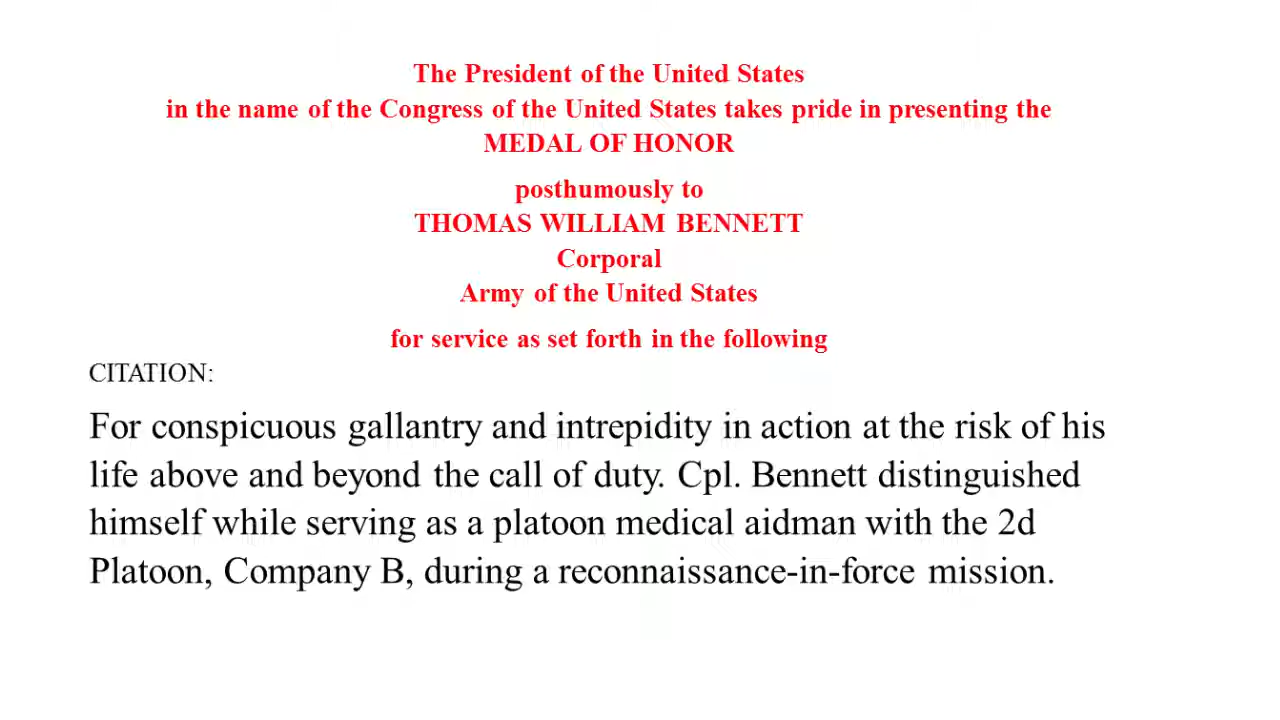 The President of the United States
in the name of the Congress of the United States takes pride in presenting the
MEDAL OF HONOR
posthumously to
THOMAS WILLIAM BENNETT
Corporal
Army of the United States
for service as set forth in the following
CITATION:
For conspicuous gallantry and intrepidity in action at the risk of his
life above and beyond the call of duty. Cpl. Bennett distinguished
himself while serving as a platoon medical aidman with the 2d
Platoon, Company B, during a reconnaissance-in-force mission.